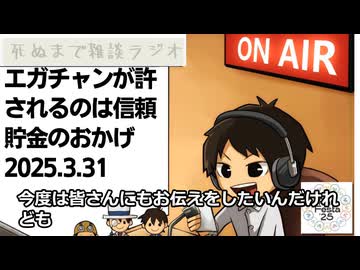 死ぬまで雑談ラジオ
ON AIR
エガチャンが許
されるのは信頼
貯金のおかげ
2025.3.31
今度は皆さんにもお伝えをしたいんだけれ
ども
Festa
'25